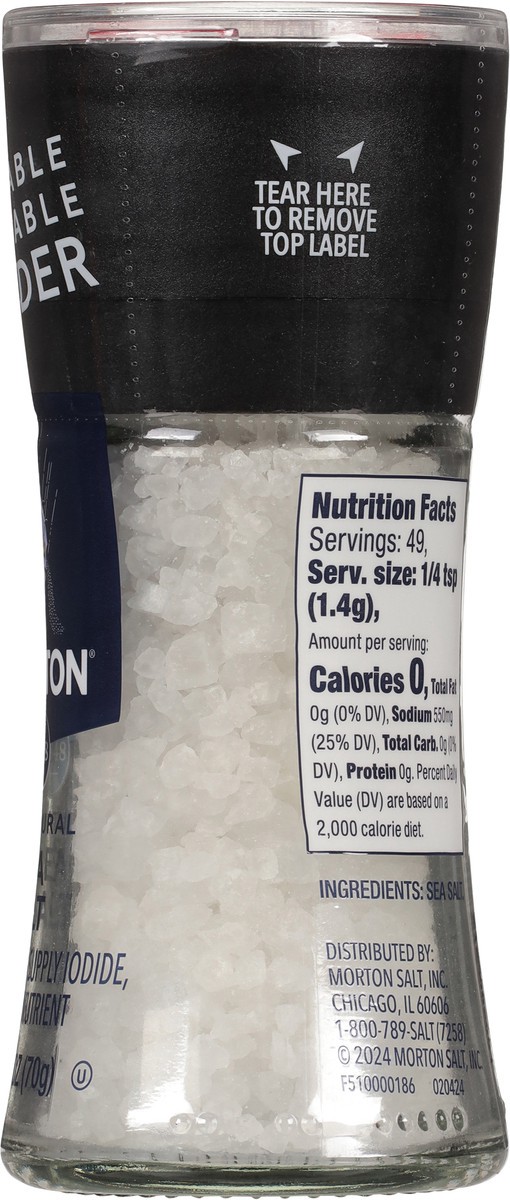 ABLE
ABLE
DER
TEAR HERE
TO REMOVE
TOP LABEL
TON®
URAL
A
T
SUPPLY IODIDE,
UTRIENT
Z (70g) U
Nutrition Facts
Servings: 49,
Serv. size: 1/4 tsp
(1.4g),
Amount per serving:
Calories 0, Total Fat
0g (0% DV), Sodium 550mg
(25% DV), Total Carb. 0g (0%
DV), Protein 0g. Percent Daily
Value (DV) are based on a
2,000 calorie diet.
INGREDIENTS: SEA SALT
DISTRIBUTED BY:
MORTON SALT, INC.
CHICAGO, IL 60606
1-800-789-SALT (7258)
© 2024 MORTON SALT, INC.
F510000186 020424